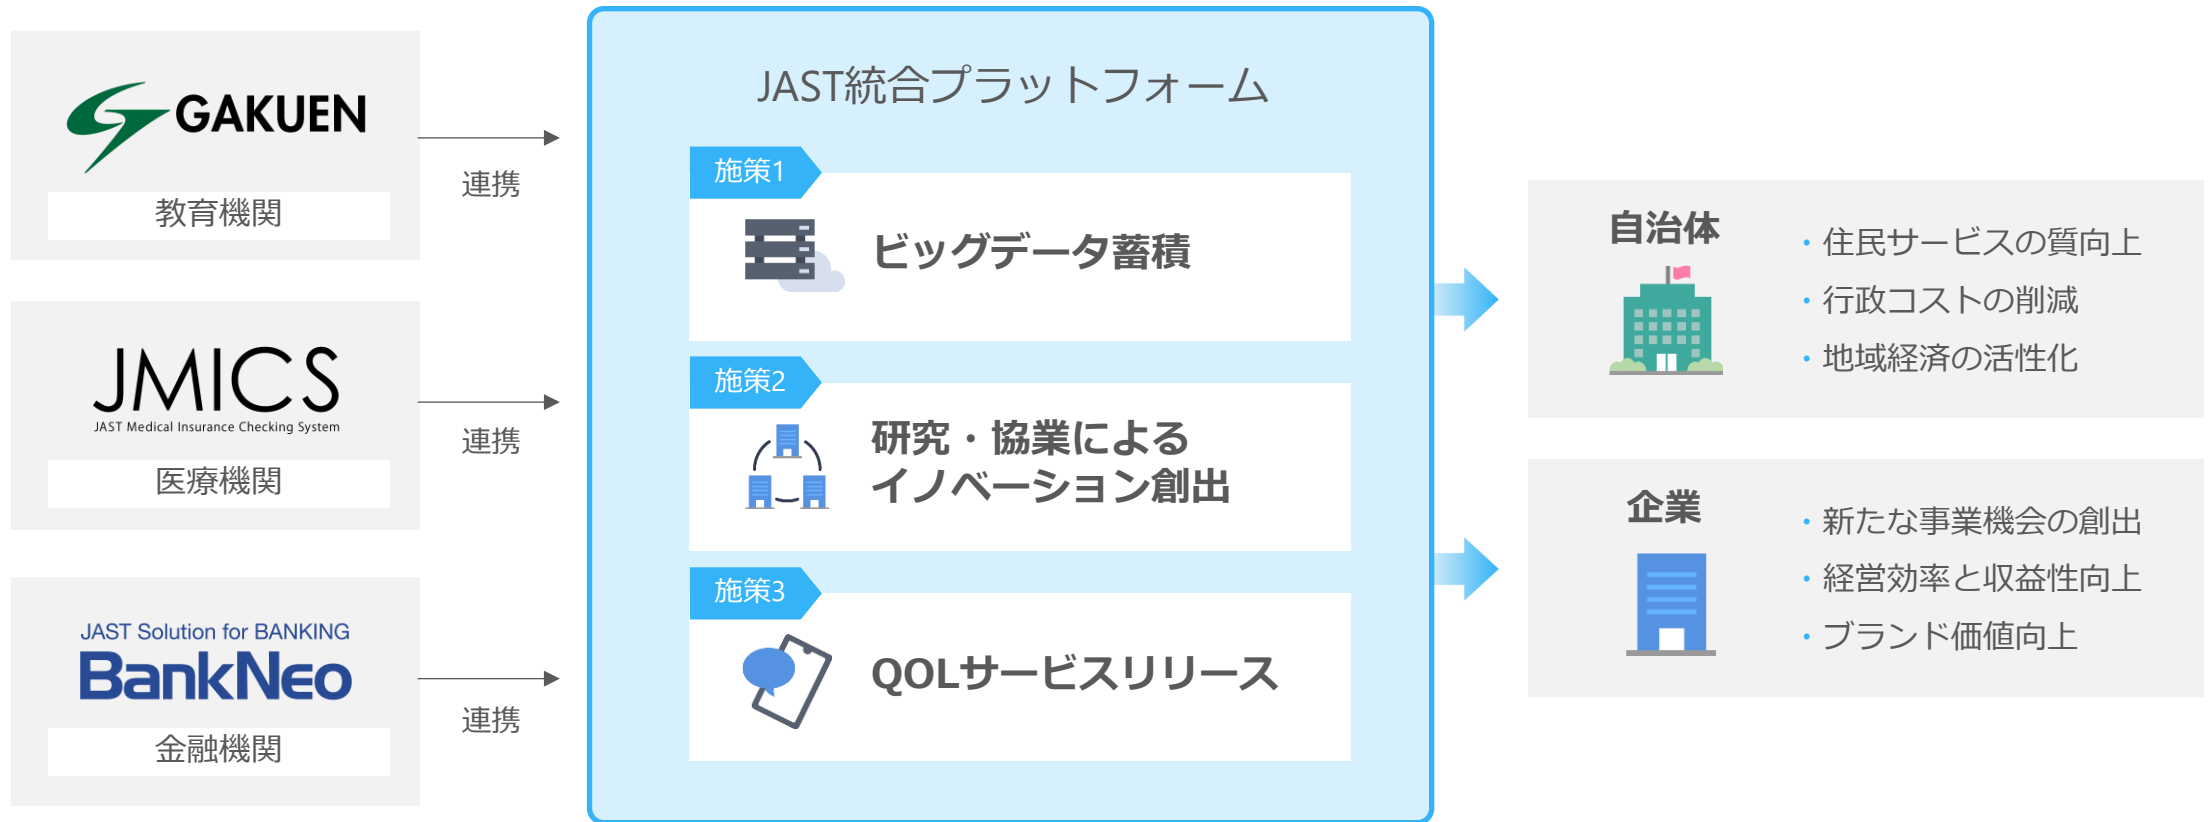 GAKUEN
教育機関
連携
JMICS
JAST Medical Insurance Checking System
医療機関
連携
JAST Solution for BANKING
BankNeo
金融機関
連携
JAST統合プラットフォーム
施策1
ビッグデータ蓄積
施策2
研究・協業による
イノベーション創出
施策3
QOLサービスリリース
自治体
・住民サービスの質向上
・行政コストの削減
・地域経済の活性化
企業
・新たな事業機会の創出
・経営効率と収益性向上
・ブランド価値向上